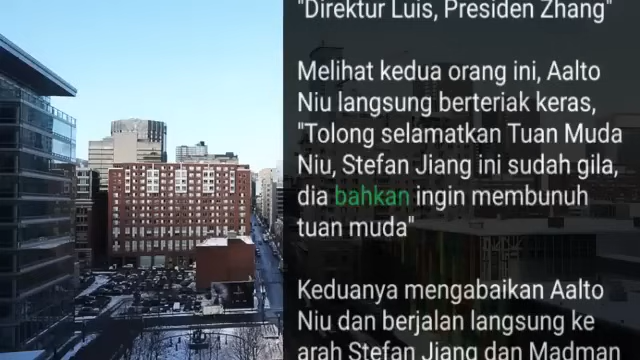 "Direktur Luis, Presiden Zhang"
Melihat kedua orang ini, Aalto
Niu langsung berteriak keras,
"Tolong selamatkan Tuan Muda
Niu, Stefan Jiang ini sudah gila,
dia bahkan ingin membunuh
tuan muda"
Keduanya mengabaikan Aalto
Niu dan berjalan langsung ke
arah Stefan Jiang dan Madman